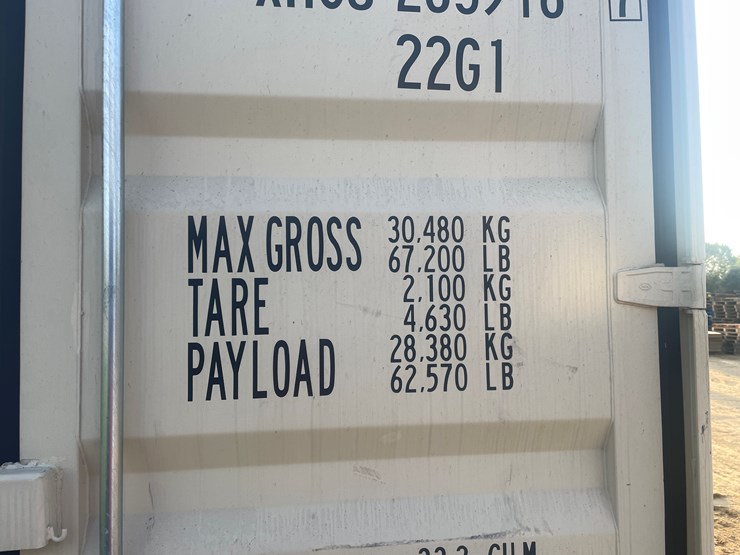 22G1
MAX GROSS 30,480 KG
67,200 LB
TARE 2,100 KG
4,630 LB
PAYLOAD 28,380 KG
62,570 LB
CU.M